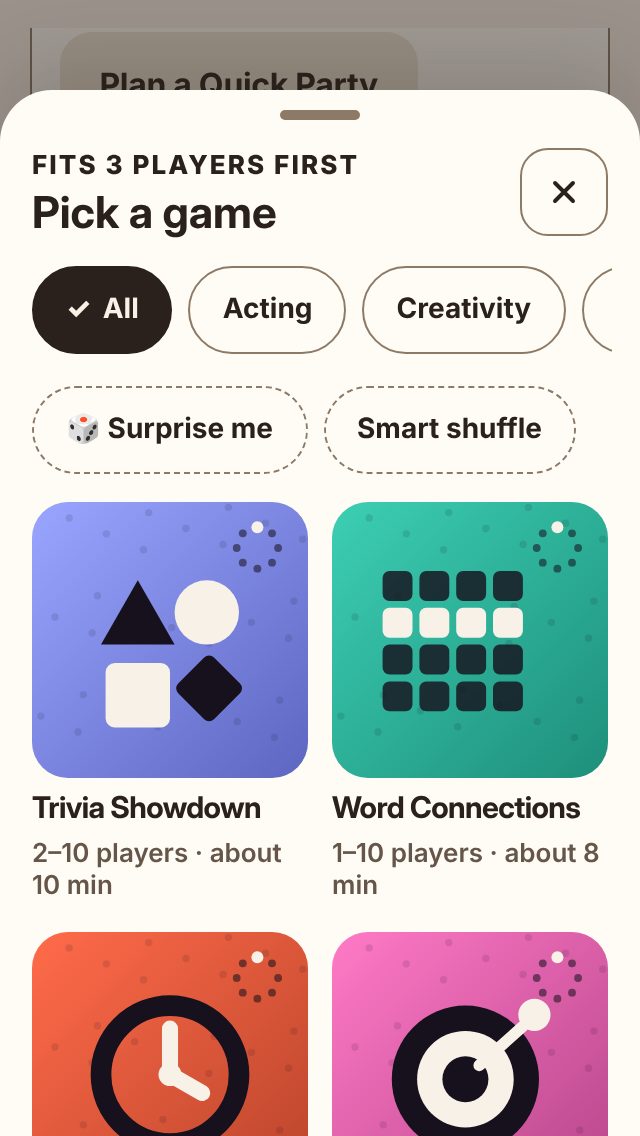 Plan a Quick Party
FITS 3 PLAYERS FIRST
Pick a game
All
Acting
Creativity
Surprise me
Smart shuffle
Trivia Showdown
Word Connections
2–10 players · about
10 min
1–10 players · about 8
min